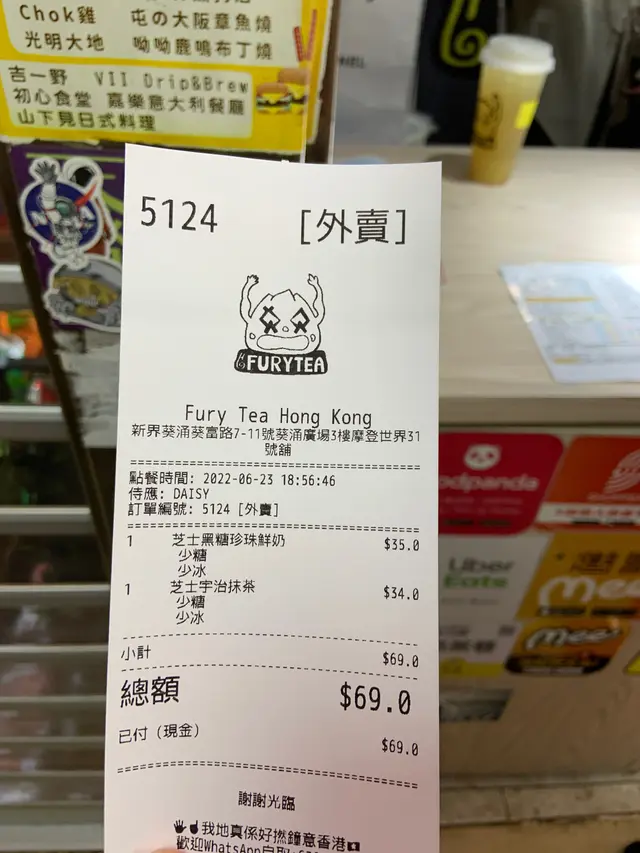 Chok雞 屯の大阪章魚燒
光明大地 呦呦鹿鳴布丁燒
吉一野 VII Drip&Brew
初心食堂 嘉樂意大利餐廳
山下見日式料理
5124 [外賣]
FURYTEA
Fury Tea Hong Kong
新界葵涌葵富路7-11號葵涌廣場3樓摩登世界31
號舖
點餐時間: 2022-06-23 18:56:46
侍應: DAISY
訂單編號: 5124 [外賣]
1 芝士黑糖珍珠鮮奶 $35.0
少糖
少冰
1 芝士宇治抹茶 $34.0
少糖
少冰
小計 $69.0
總額 $69.0
已付 (現金) $69.0
謝謝光臨
我地真係好撚鐘意香港
歡迎WhatsApp自取
odpanda
Uber
Eats
mee
mee